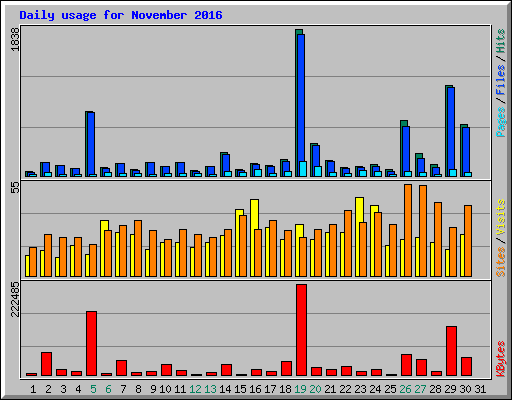 Daily usage for November 2016
1838
Pages / Files / Hits
55
Sites / Visits
222485
KBytes
1 2 3 4 5 6 7 8 9 10 11 12 13 14 15 16 17 18 19 20 21 22 23 24 25 26 27 28 29 30 31